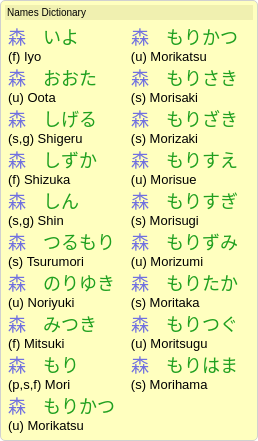 Names Dictionary
森 いよ
(f) Iyo
森 おおた
(u) Oota
森 しげる
(s,g) Shigeru
森 しずか
(f) Shizuka
森 しん
(s,g) Shin
森 つるもり
(s) Tsurumori
森 のりゆき
(u) Noriyuki
森 みつき
(f) Mitsuki
森 もり
(p,s,f) Mori
森 もりかつ
(u) Morikatsu
森 もりかつ
(u) Morikatsu
森 もりさき
(s) Morisaki
森 もりざき
(s) Morizaki
森 もりすえ
(u) Morisue
森 もりすぎ
(s) Morisugi
森 もりずみ
(u) Morizumi
森 もりたか
(s) Moritaka
森 もりつぐ
(u) Moritsugu
森 もりはま
(s) Morihama